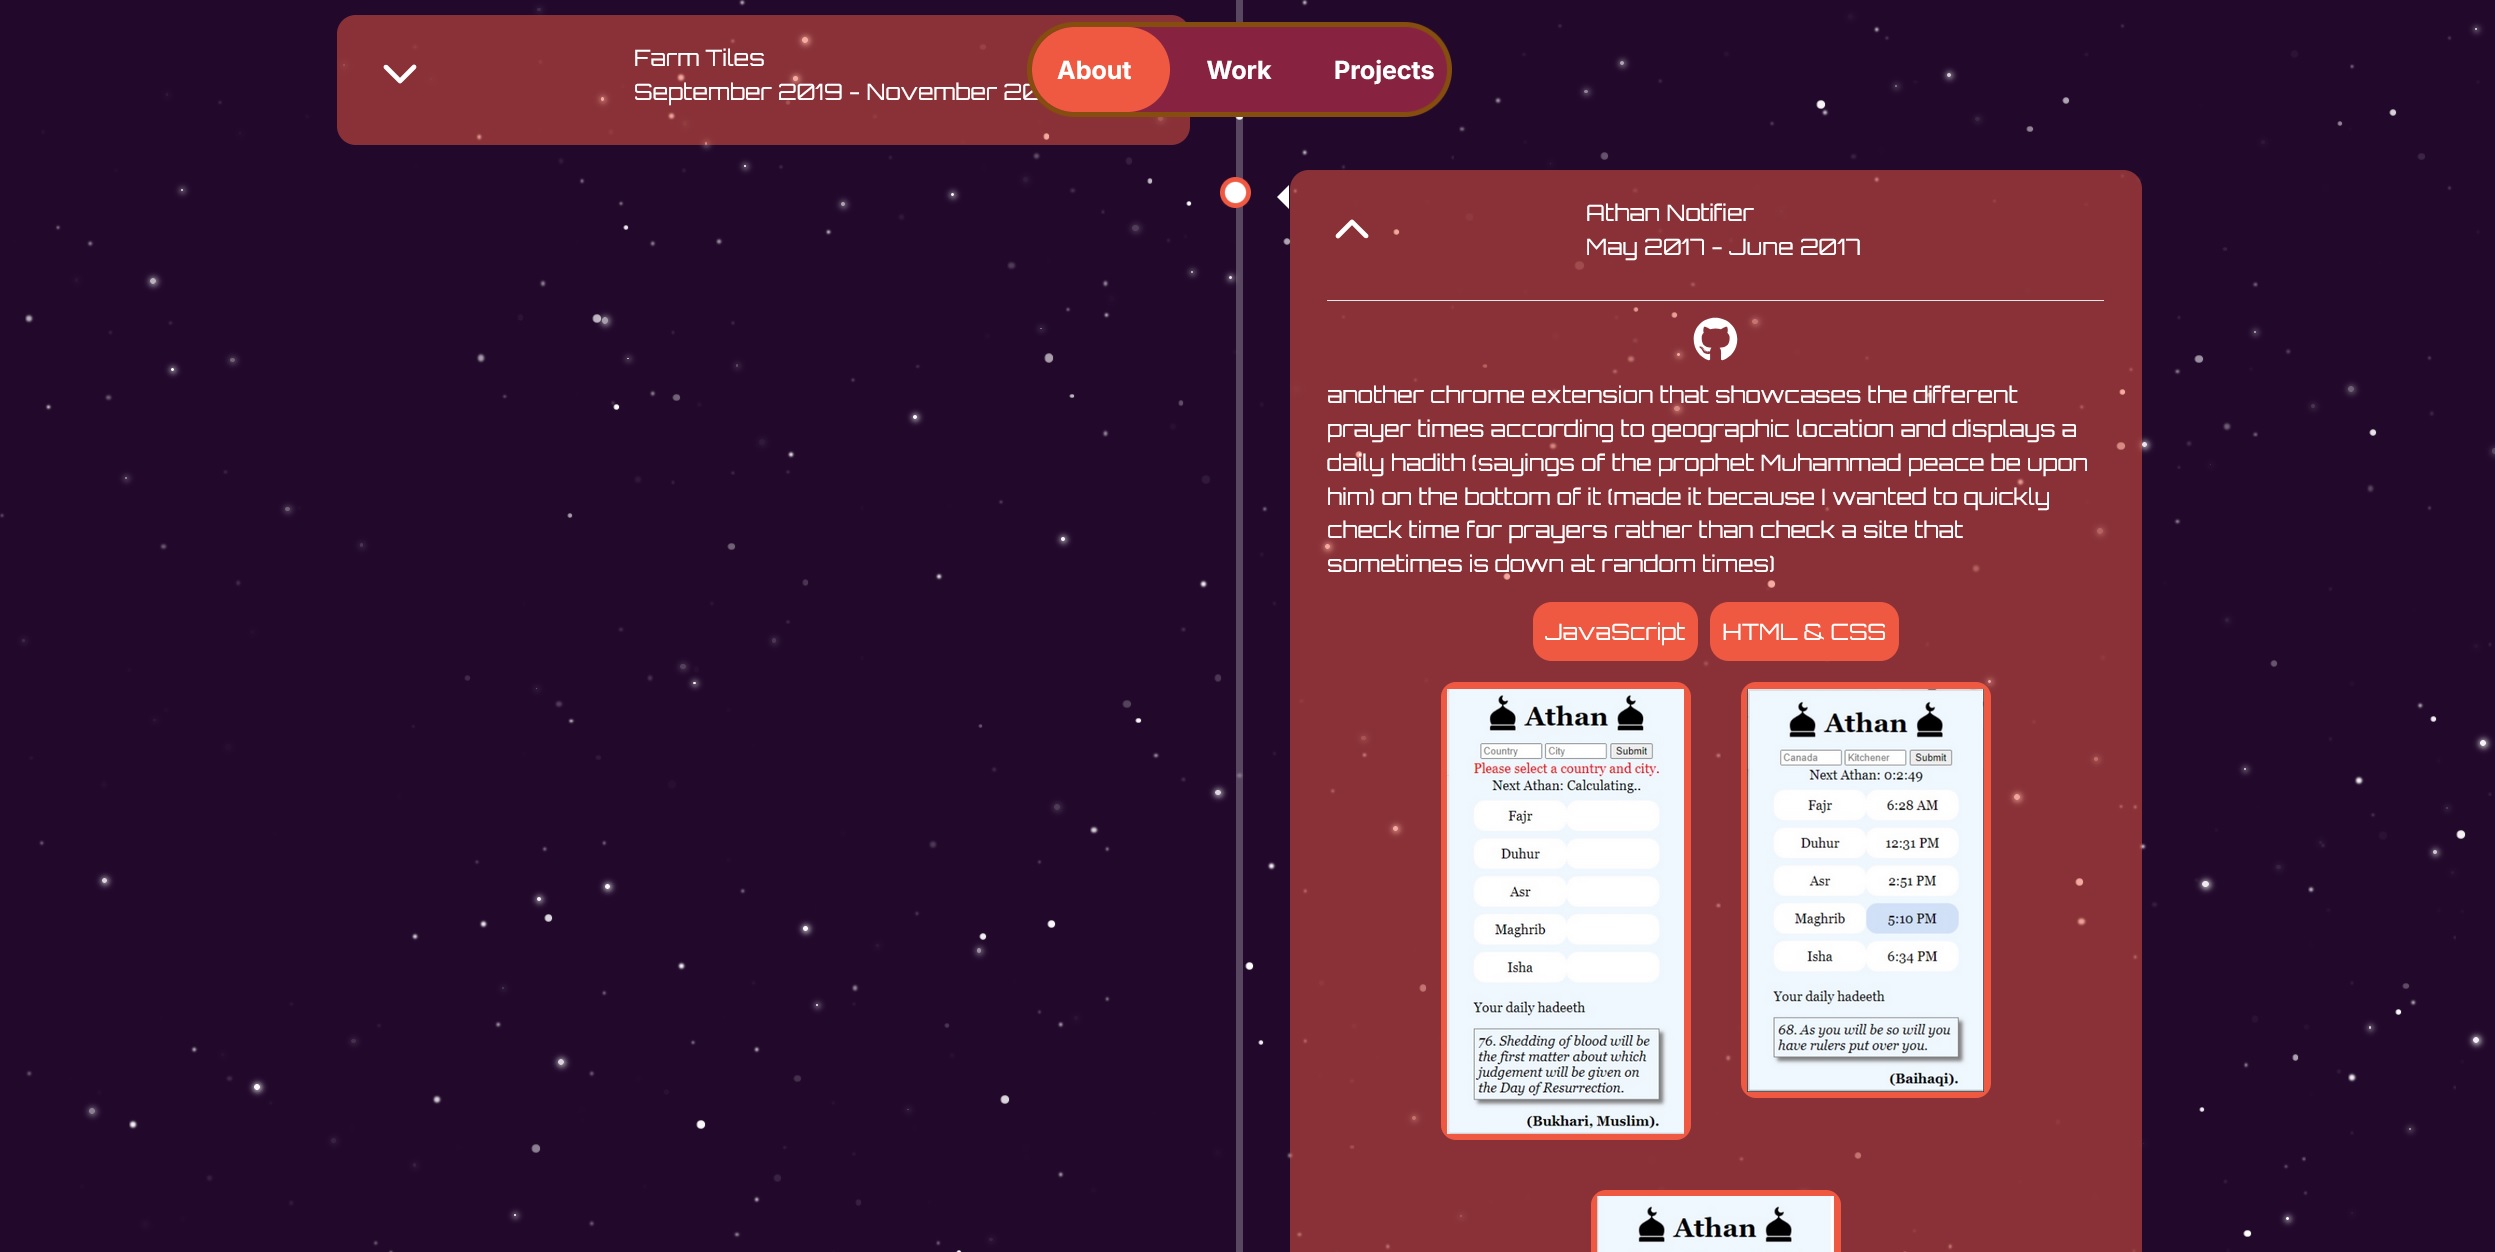 Farm Tiles
September 2019 - November 20
About
Work
Projects
Athan Notifier
May 2017 - June 2017
another chrome extension that showcases the different
prayer times according to geographic location and displays a
daily hadith (sayings of the prophet Muhammad peace be upon
him) on the bottom of it (made it because I wanted to quickly
check time for prayers rather than check a site that
sometimes is down at random times)
JavaScript
HTML & CSS
Athan
Country
City
Submit
Please select a country and city.
Next Athan: Calculating..
Fajr
Duhur
Asr
Maghrib
Isha
Your daily hadeeth
76. Shedding of blood will be
the first matter about which
judgement will be given on
the Day of Resurrection.
(Bukhari, Muslim).
Athan
Canada
Kitchener
Submit
Next Athan: 0:2:49
Fajr 6:28 AM
Duhur 12:31 PM
Asr 2:51 PM
Maghrib 5:10 PM
Isha 6:34 PM
Your daily hadeeth
68. As you will be so will you
have rulers put over you.
(Baihaqi).
Athan